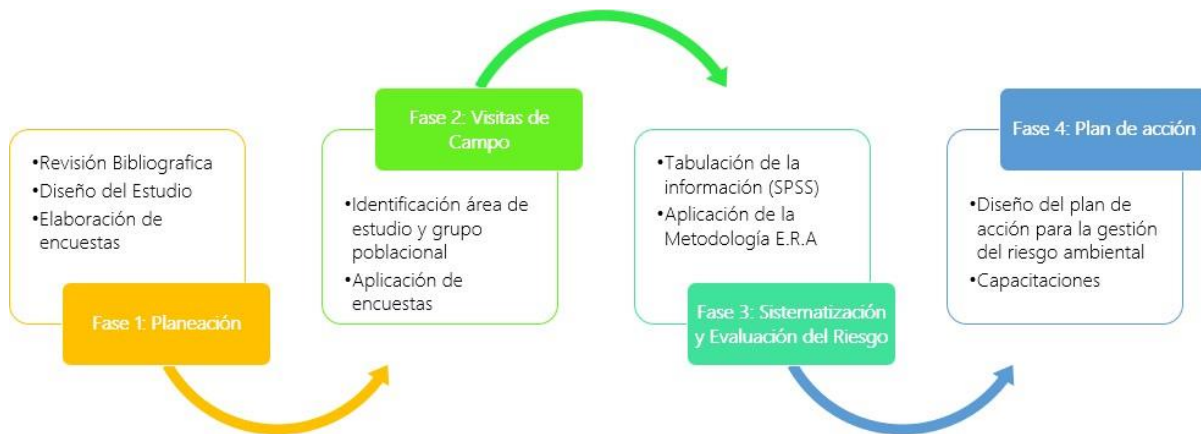 •Revisión Bibliografica
•Diseño del Estudio
•Elaboración de
encuestas
Fase 1: Planeación
Fase 2: Visitas de
Campo
•Identificación área de
estudio y grupo
poblacional
•Aplicación de
encuestas
•Tabulación de la
información (SPSS)
•Aplicación de la
Metodología E.R.A
Fase 3: Sistematización
y Evaluación del Riesgo
Fase 4: Plan de acción
•Diseño del plan de
acción para la gestión
del riesgo ambiental
•Capacitaciones